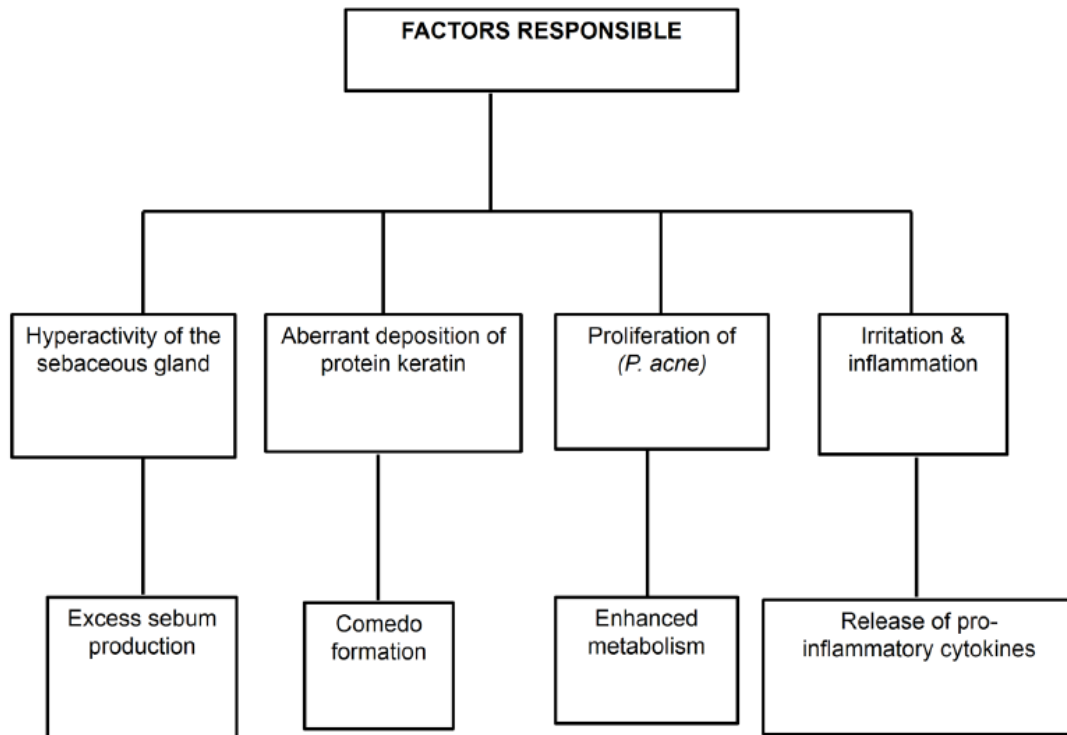 FACTORS RESPONSIBLE
Hyperactivity of the
sebaceous gland
Aberrant deposition of
protein keratin
Proliferation of
(P. acne)
Irritation &
inflammation
Excess sebum
production
Comedo
formation
Enhanced
metabolism
Release of pro-
inflammatory cytokines